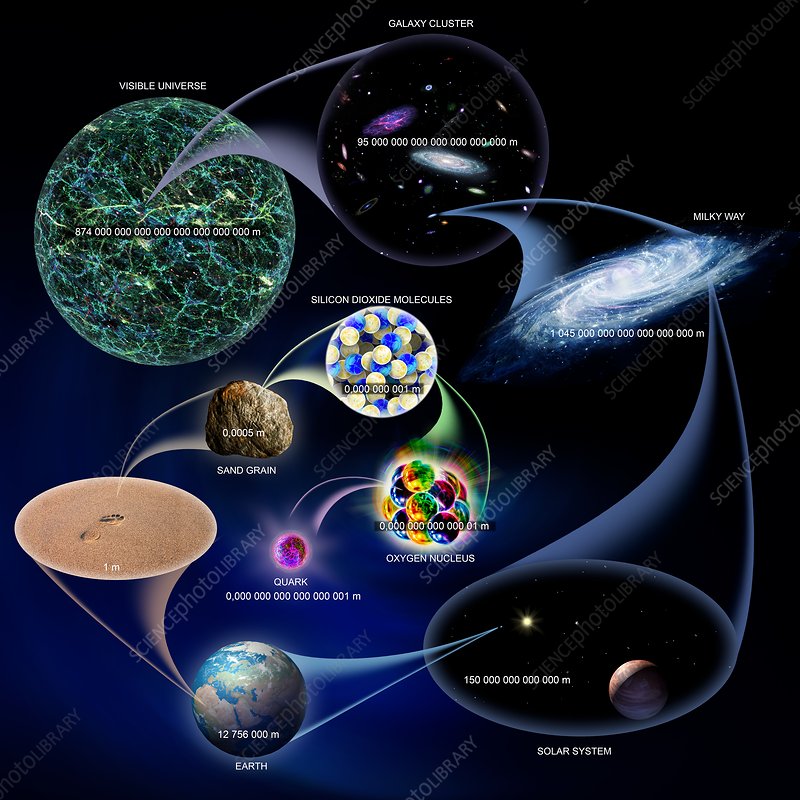 GALAXY CLUSTER
VISIBLE UNIVERSE
95 000 000 000 000 000 000 000 m
MILKY WAY
874 000 000 000 000 000 000 000 000 m
SILICON DIOXIDE MOLECULES
1 045 000 000 000 000 000 000 m
0,000 000 001 m
0,0005 m
SAND GRAIN
0,000 000 000 000 01 m
OXYGEN NUCLEUS
1 m
QUARK
0,000 000 000 000 000 001 m
150 000 000 000 000 m
12 756 000 m
SOLAR SYSTEM
EARTH
SCIENCEphotoLIBRARY